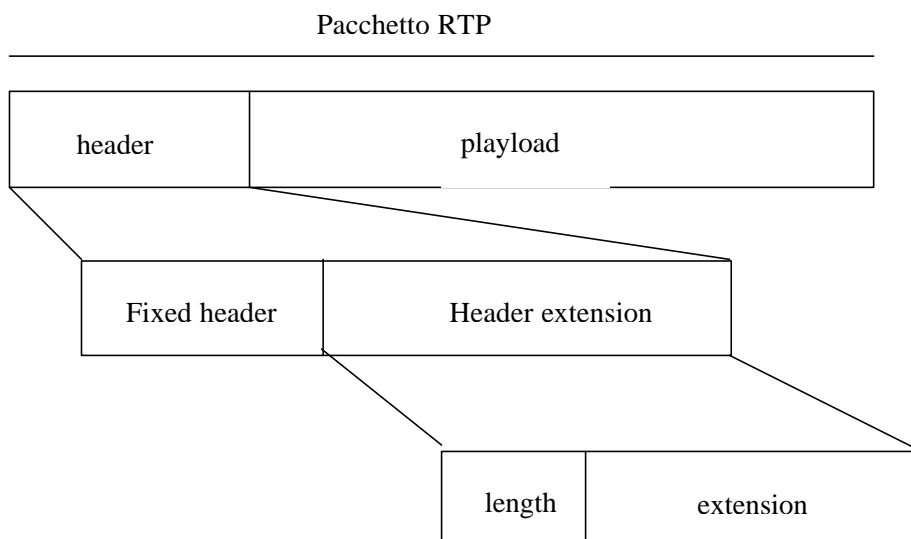 Pacchetto RTP
header playload
Fixed header Header extension
length extension